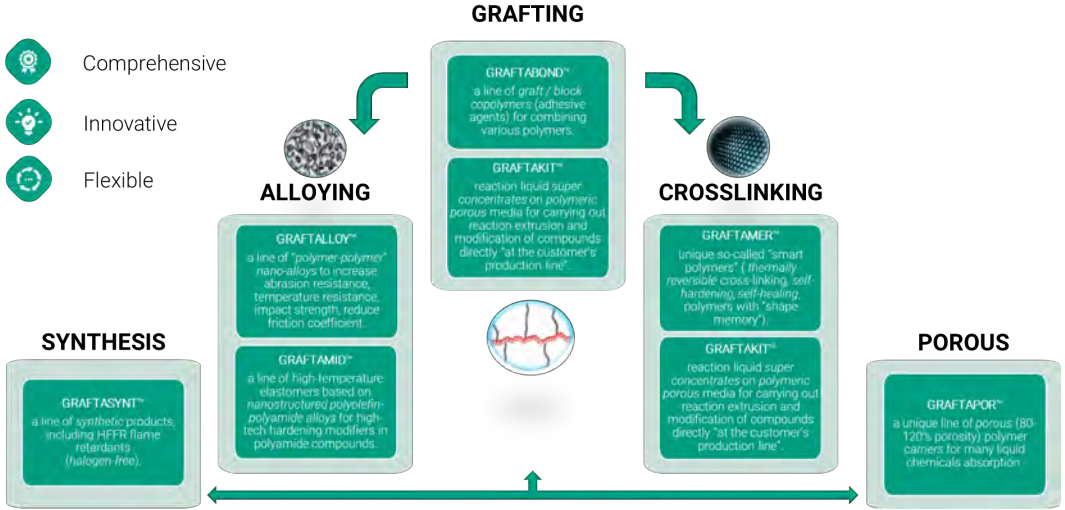 GRAFTING
Comprehensive
Innovative
Flexible
GRAFTABOND™
a line of graft / block
copolymers (adhesive
agents) for combining
various polymers.
GRAFTAKIT™
reaction liquid super
concentrates on polymeric
porous media for carrying out
reaction extrusion and
modification of compounds
directly "at the customer's
production line".
ALLOYING
GRAFTALLOY™
a line of "polymer-polymer"
nano-alloys to increase
abrasion resistance,
temperature resistance,
impact strength, reduce
friction coefficient.
GRAFTAMID™
a line of high-temperature
elastomers based on
nanostructured polyolefin-
polyamide alloys for high-
tech hardening modifiers in
polyamide compounds.
CROSSLINKING
GRAFTAMER™
unique so-called "smart
polymers" ( thermally
reversible cross-linking, self-
hardening, self-healing,
polymers with "shape
memory").
GRAFTAKIT™
reaction liquid super
concentrates on polymeric
porous media for carrying out
reaction extrusion and
modification of compounds
directly "at the customer's
production line".
SYNTHESIS
GRAFTASYNT™
a line of synthetic products,
including HFFR flame
retardants
(halogen-free).
POROUS
GRAFTAPOR™
a unique line of porous (80-
120% porosity) polymer
carriers for many liquid
chemicals absorption